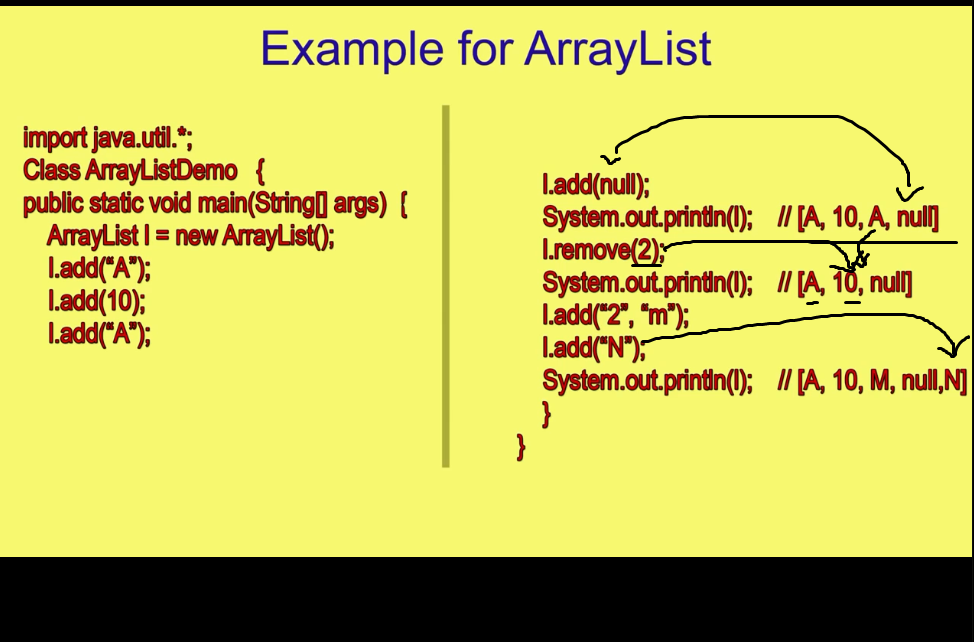 Example for ArrayList
import java.util.*;
Class ArrayListDemo {
public static void main(String[] args) {
ArrayList l = new ArrayList();
l.add(“A”);
l.add(10);
l.add(“A”);
l.add(null);
System.out.println(l); // [A, 10, A, null]
l.remove(2);
System.out.println(l); // [A, 10, null]
l.add(“2”, “m”);
l.add(“N”);
System.out.println(l); // [A, 10, M, null,N]
}
}